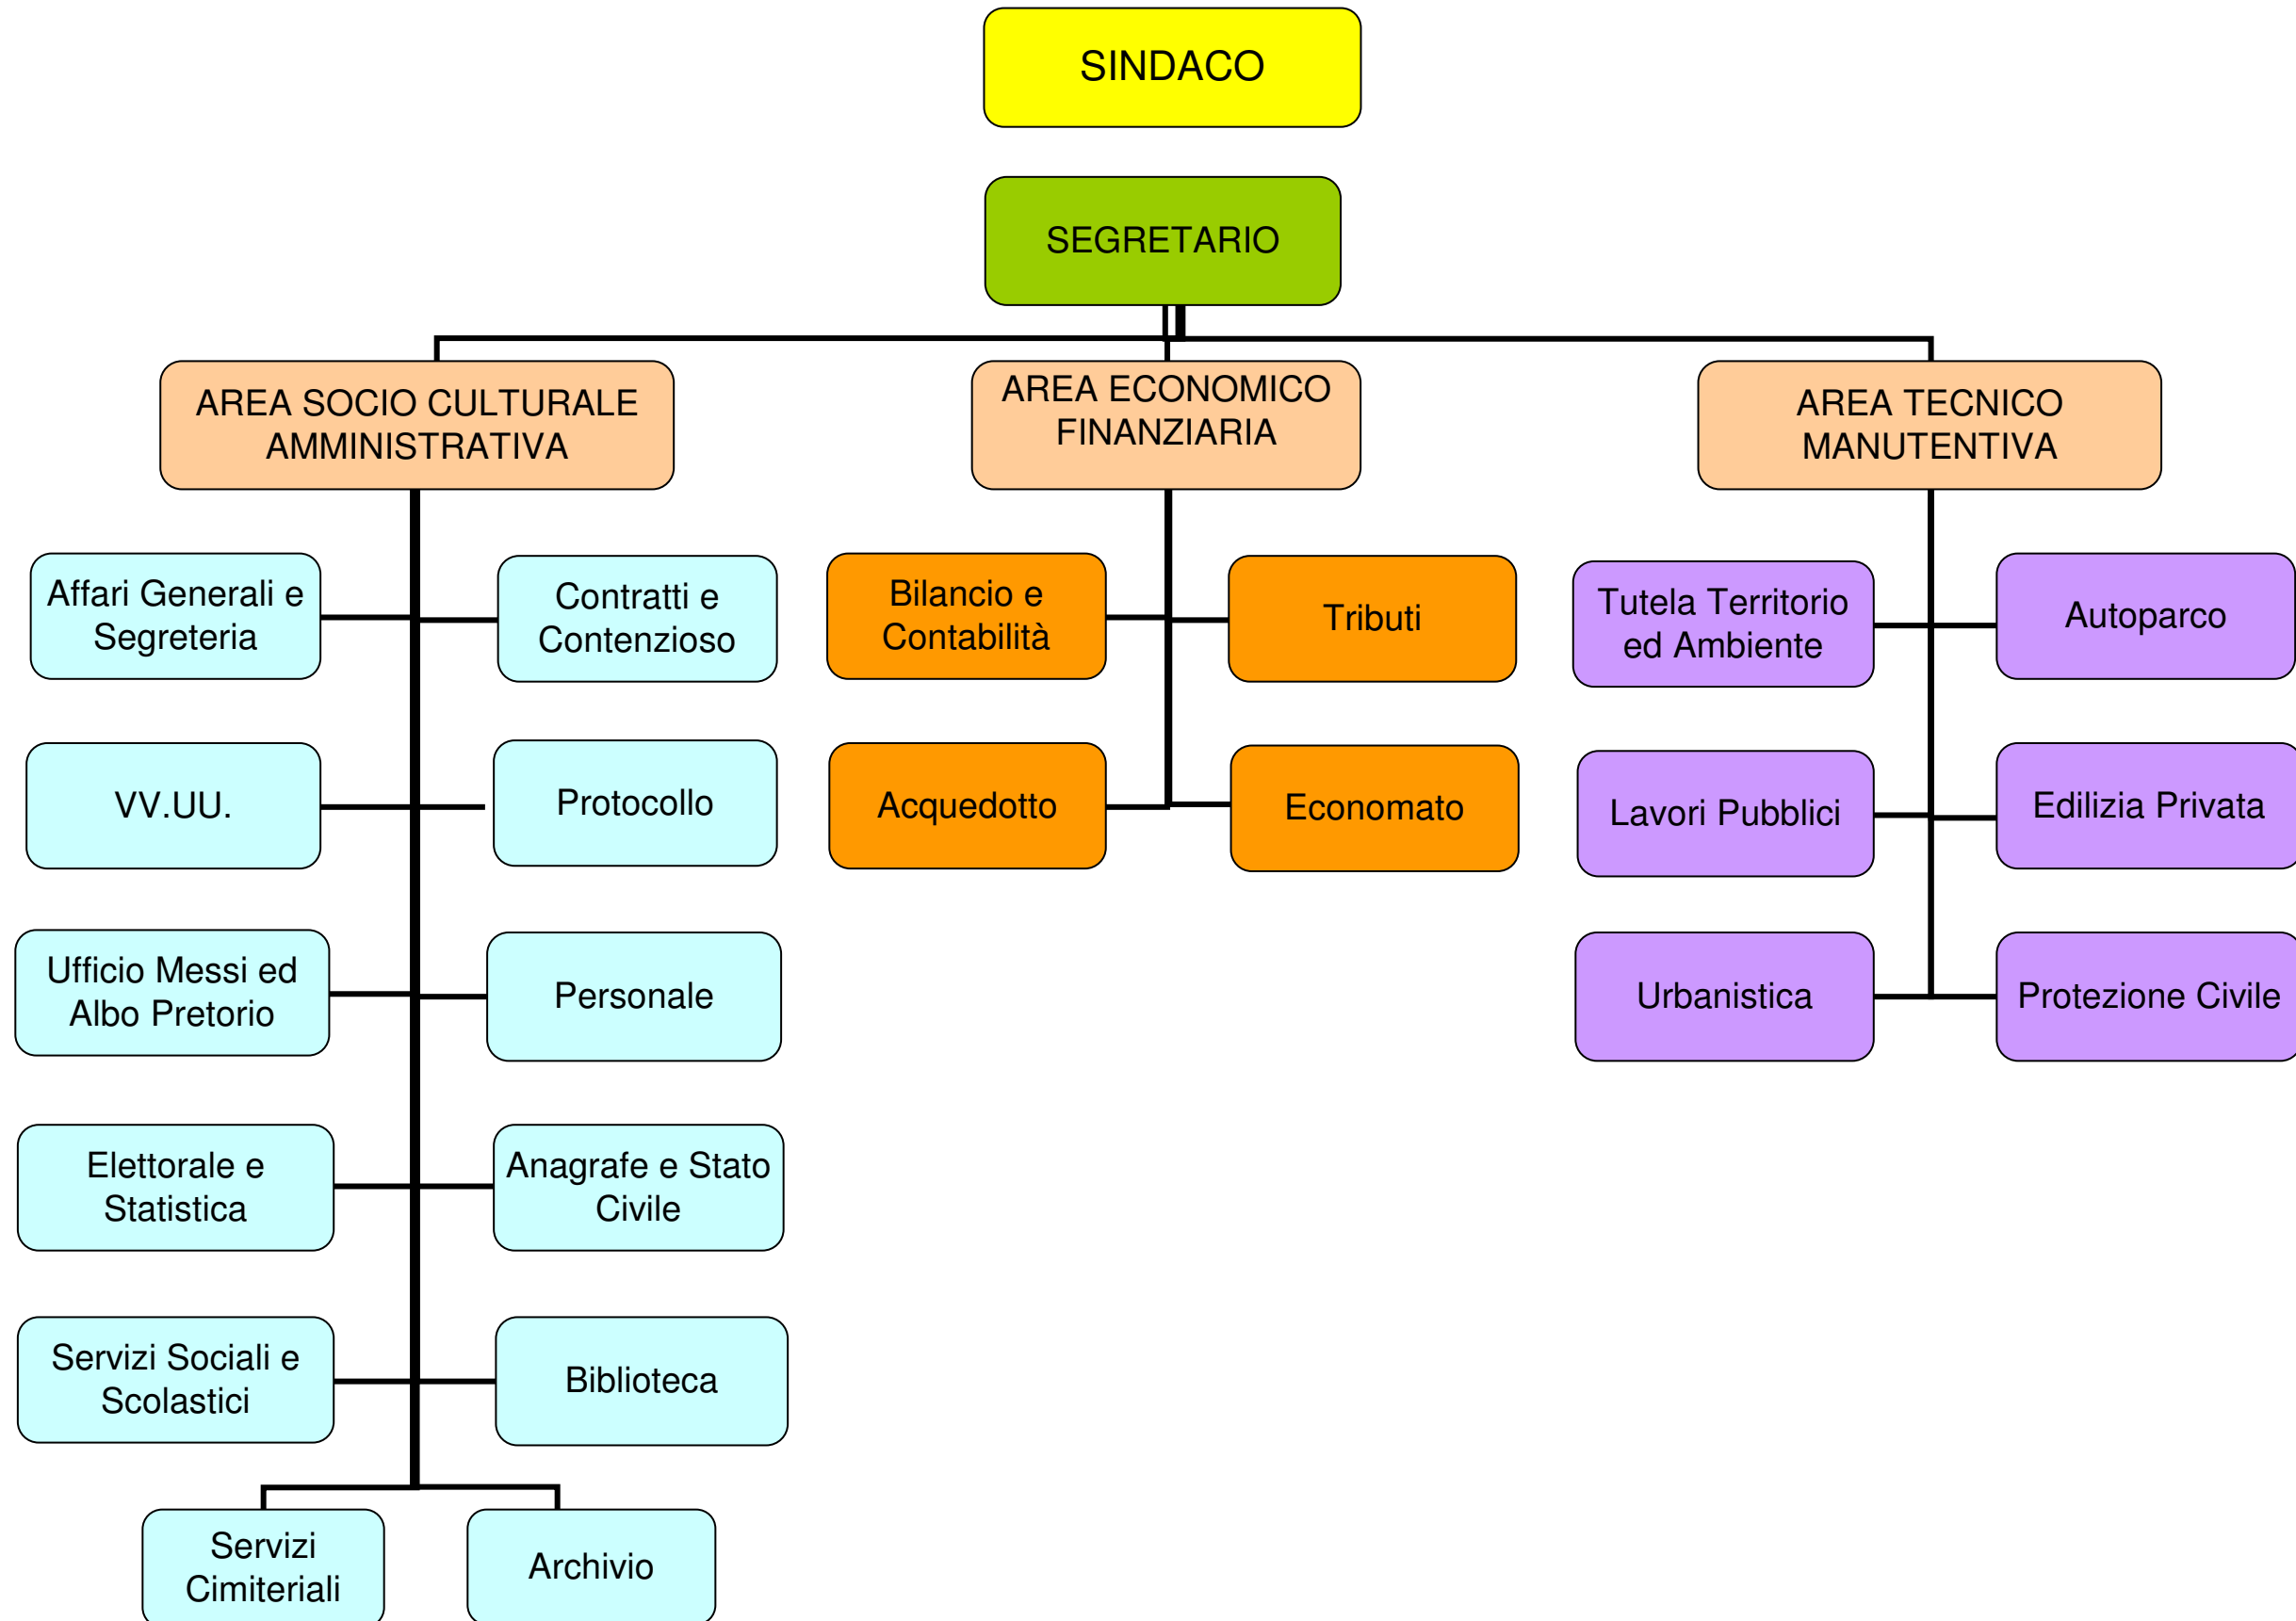 SINDACO
SEGRETARIO
AREA SOCIO CULTURALE
AMMINISTRATIVA
AREA ECONOMICO
FINANZIARIA
AREA TECNICO
MANUTENTIVA
Affari Generali e
Segreteria
Contratti e
Contenzioso
Bilancio e
Contabilità
Tributi
Tutela Territorio
ed Ambiente
Autoparco
VV.UU.
Protocollo
Acquedotto
Economato
Lavori Pubblici
Edilizia Privata
Ufficio Messi ed
Albo Pretorio
Personale
Urbanistica
Protezione Civile
Elettorale e
Statistica
Anagrafe e Stato
Civile
Servizi Sociali e
Scolastici
Biblioteca
Servizi
Cimiteriali
Archivio